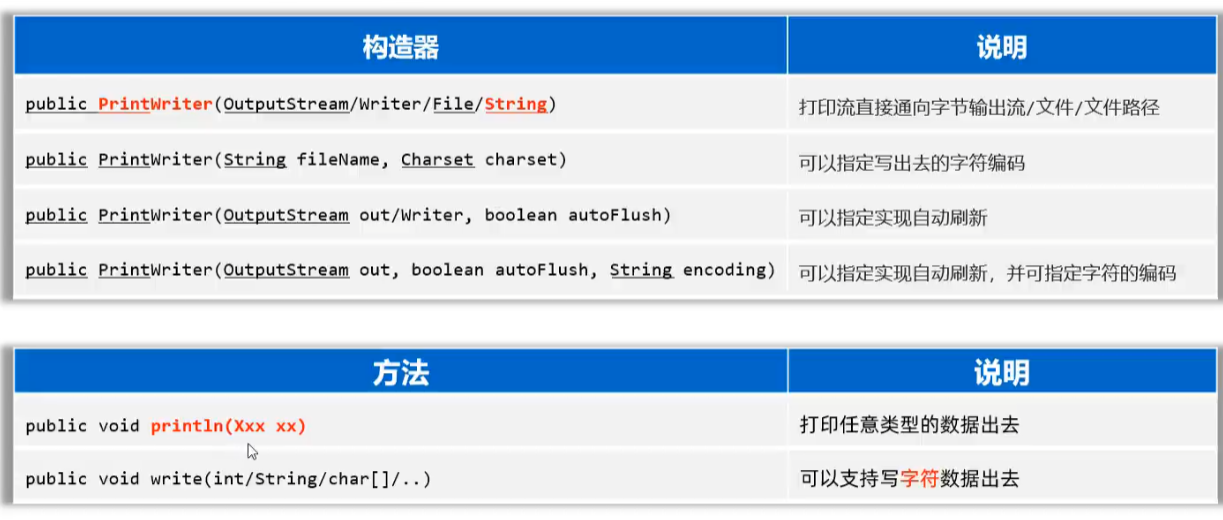 构造器 说明
public PrintWriter(OutputStream/Writer/File/String) 打印流直接通向字节输出流/文件/文件路径
public PrintWriter(String fileName, Charset charset) 可以指定写出去的字符编码
public PrintWriter(OutputStream out/Writer, boolean autoFlush) 可以指定实现自动刷新
public PrintWriter(OutputStream out, boolean autoFlush, String encoding) 可以指定实现自动刷新，并可指定字符的编码
方法 说明
public void println(Xxx xx) 打印任意类型的数据出去
public void write(int/String/char[]/..) 可以支持写字符数据出去